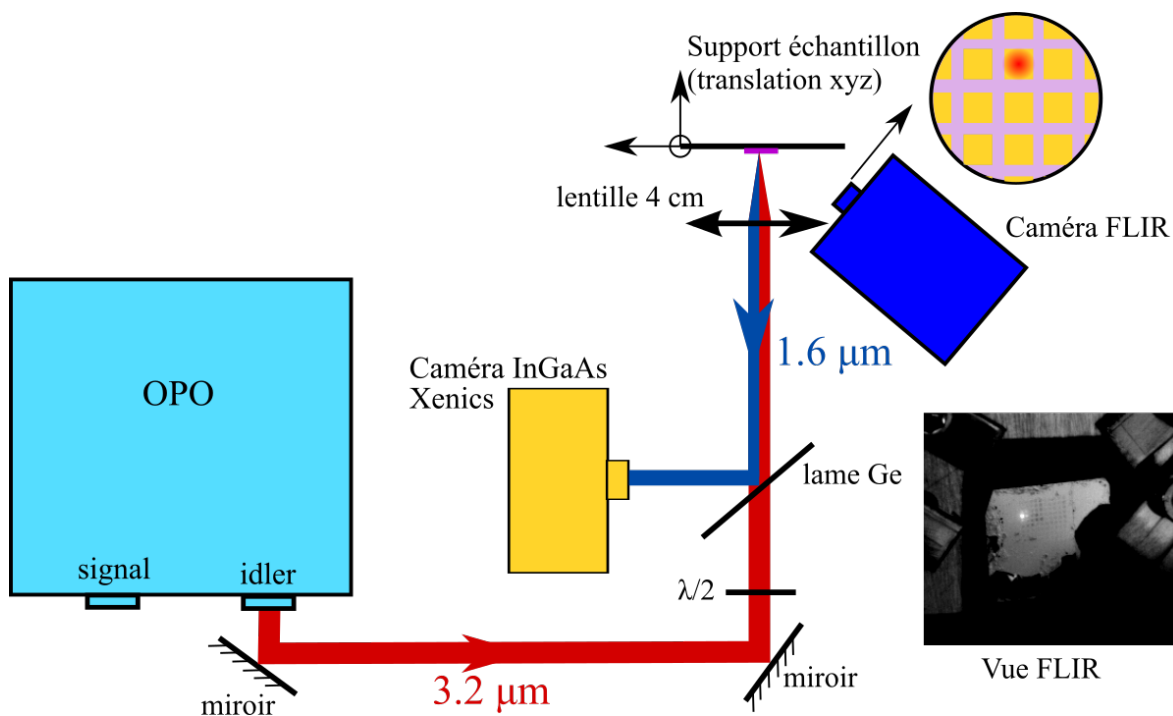 Support échantillon
(translation xyz)
lentille 4 cm
Caméra FLIR
1.6 μm
Caméra InGaAs
Xenics
OPO
lame Ge
signal
idler
λ/2
miroir
3.2 μm
miroir
Vue FLIR